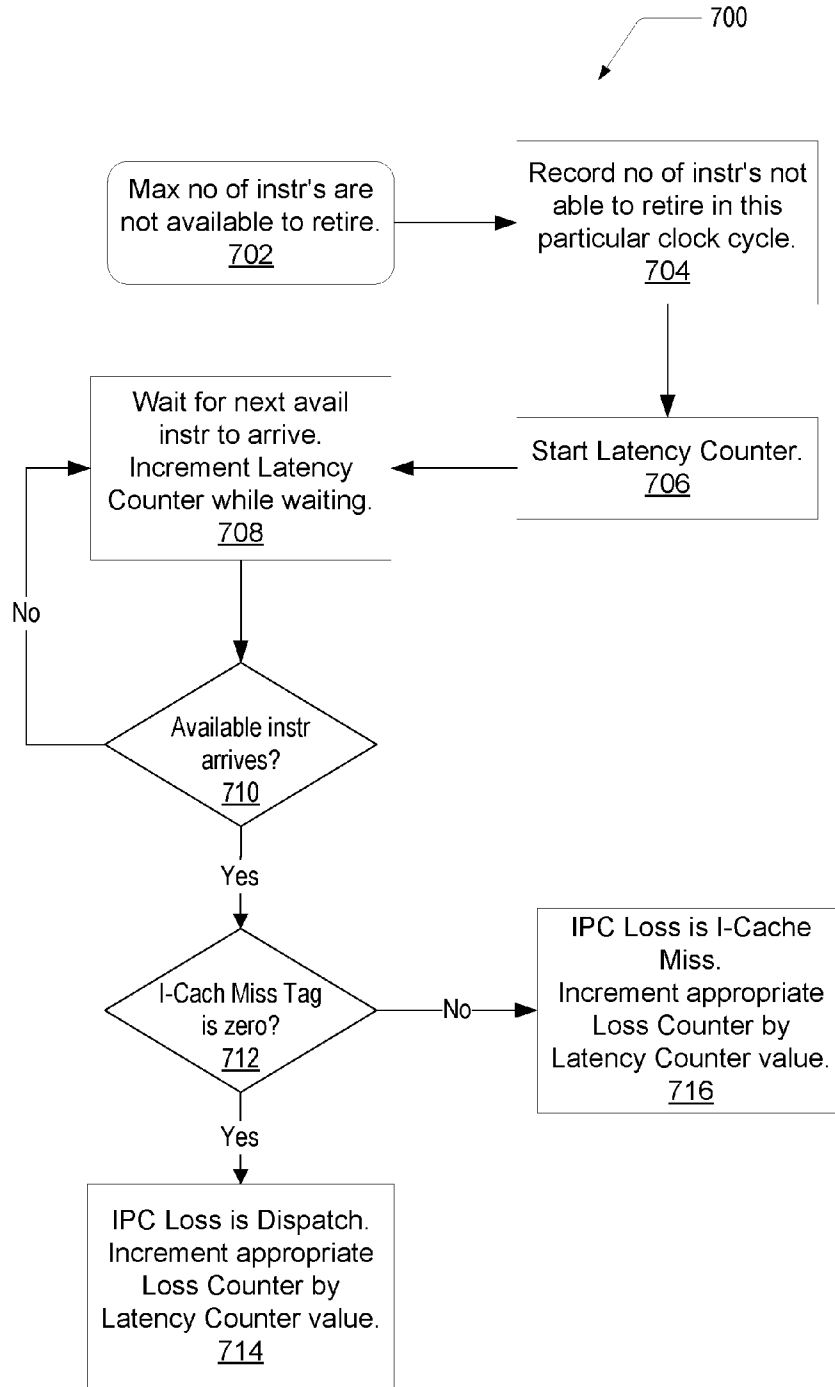 700
Max no of instr's are
not available to retire.
702
Record no of instr's not
able to retire in this
particular clock cycle.
704
Wait for next avail
instr to arrive.
Increment Latency
Counter while waiting.
708
Start Latency Counter.
706
No
Available instr
arrives?
710
Yes
I-Cach Miss Tag
is zero?
712
No
IPC Loss is I-Cache
Miss.
Increment appropriate
Loss Counter by
Latency Counter value.
716
Yes
IPC Loss is Dispatch.
Increment appropriate
Loss Counter by
Latency Counter value.
714